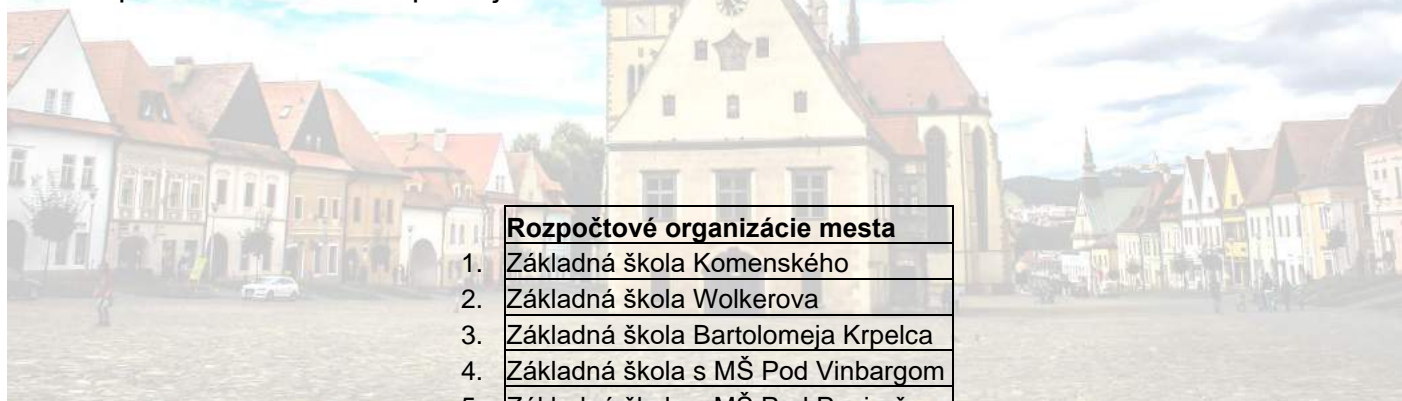 Rozpočtové organizácie mesta
1. Základná škola Komenského
2. Základná škola Wolkerova
3. Základná škola Bartolomeja Krpelca
4. Základná škola s MŠ Pod Vinbargom